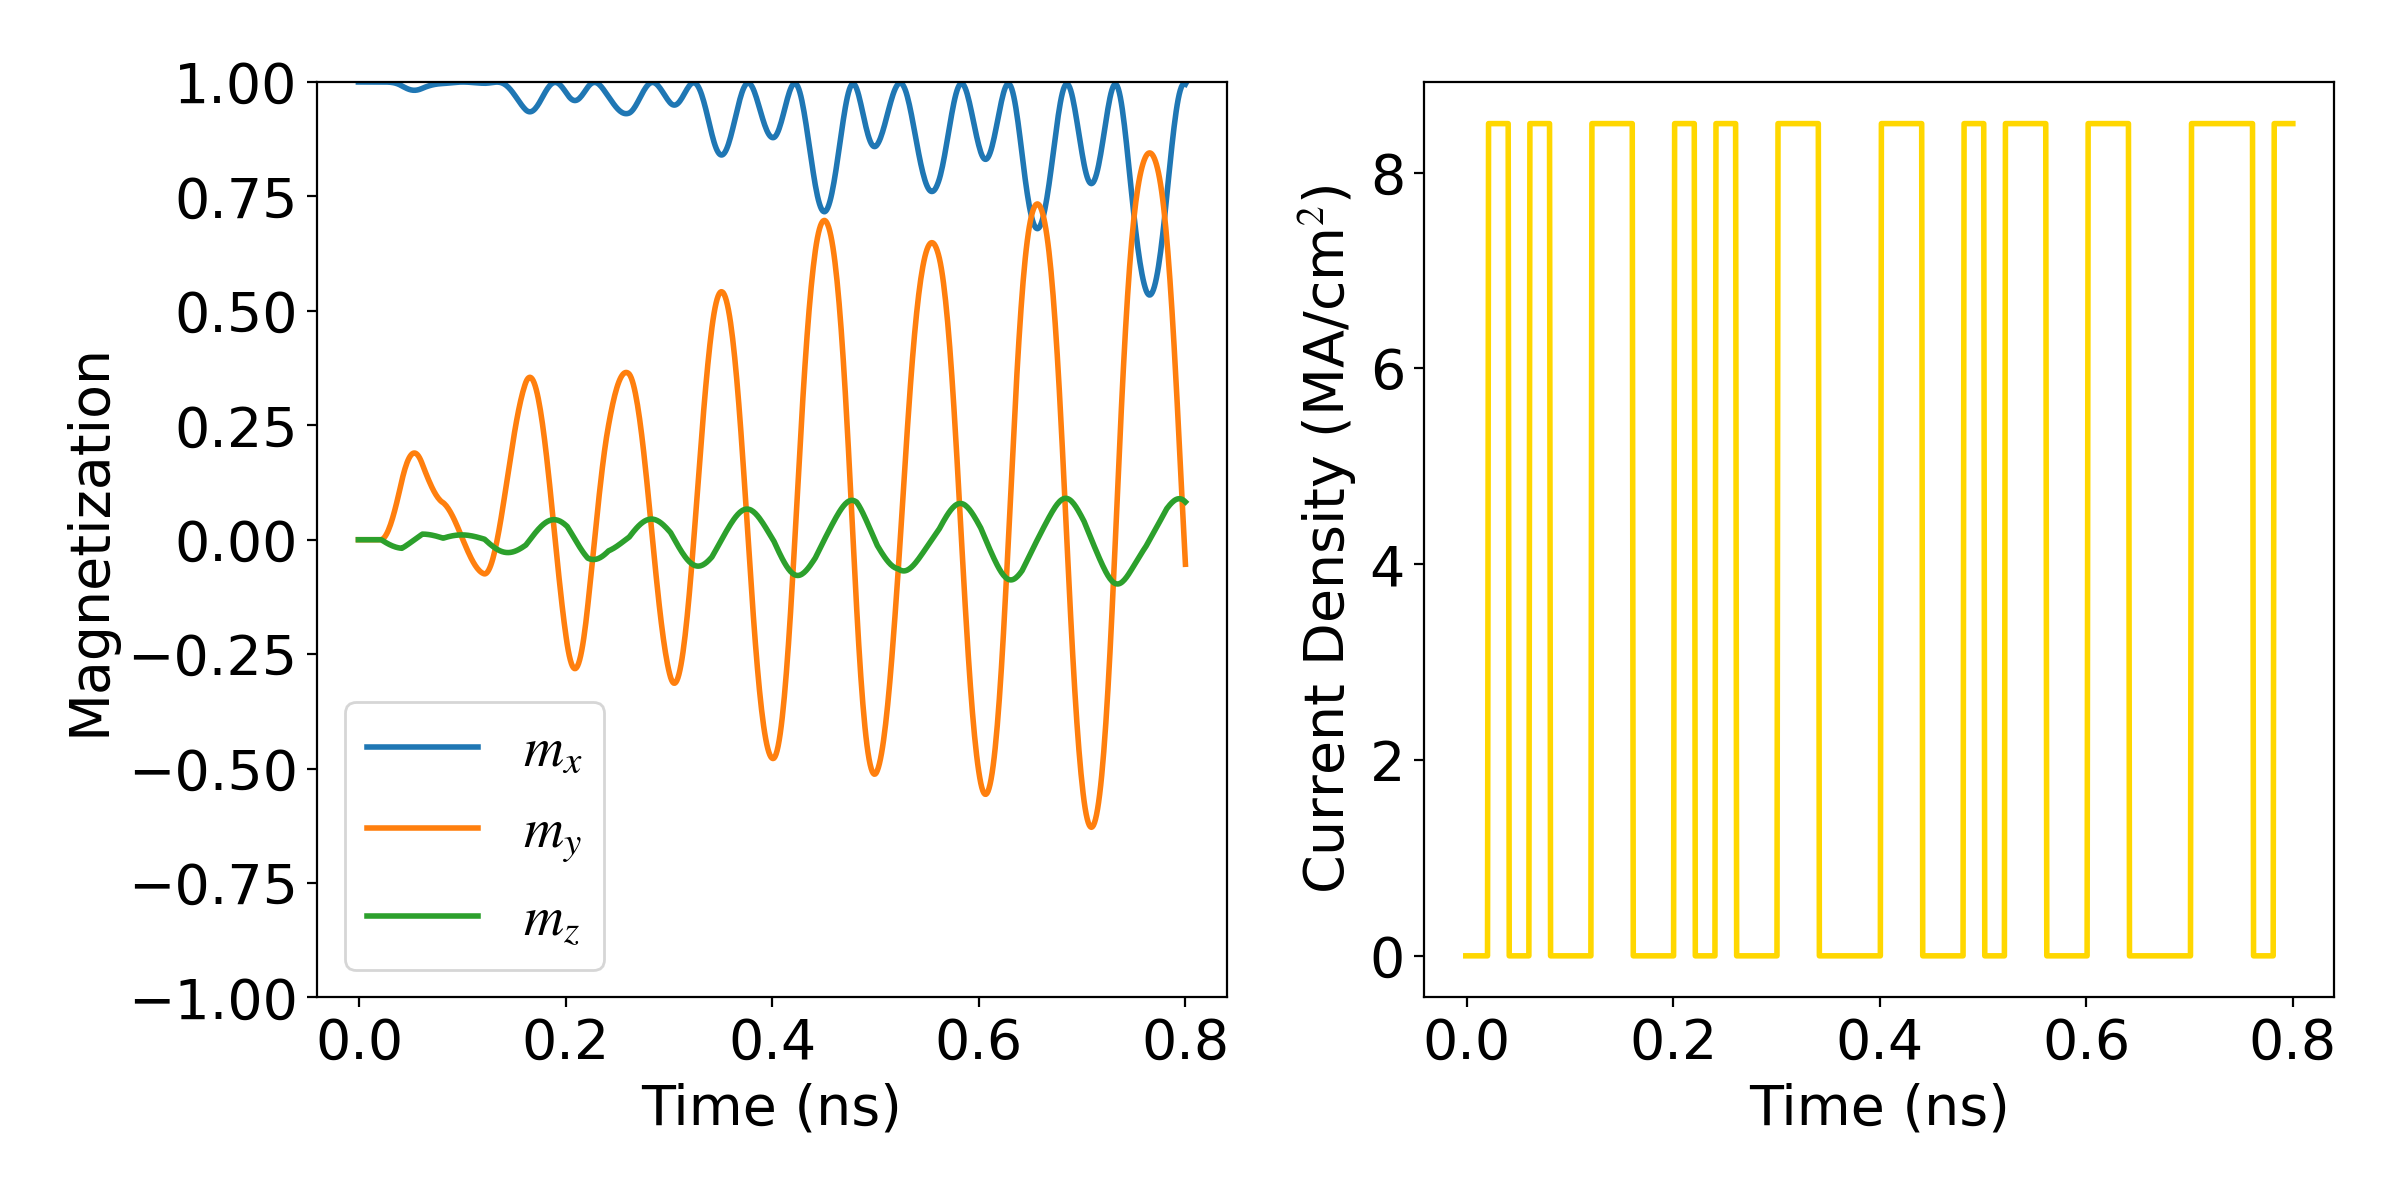 1.00
0.75
0.50
0.25
0.00
−0.25
−0.50
−0.75
−1.00
Magnetization
m_x
m_y
m_z
0.0 0.2 0.4 0.6 0.8
Time (ns)
8
6
4
2
0
Current Density (MA/cm²)
0.0 0.2 0.4 0.6 0.8
Time (ns)